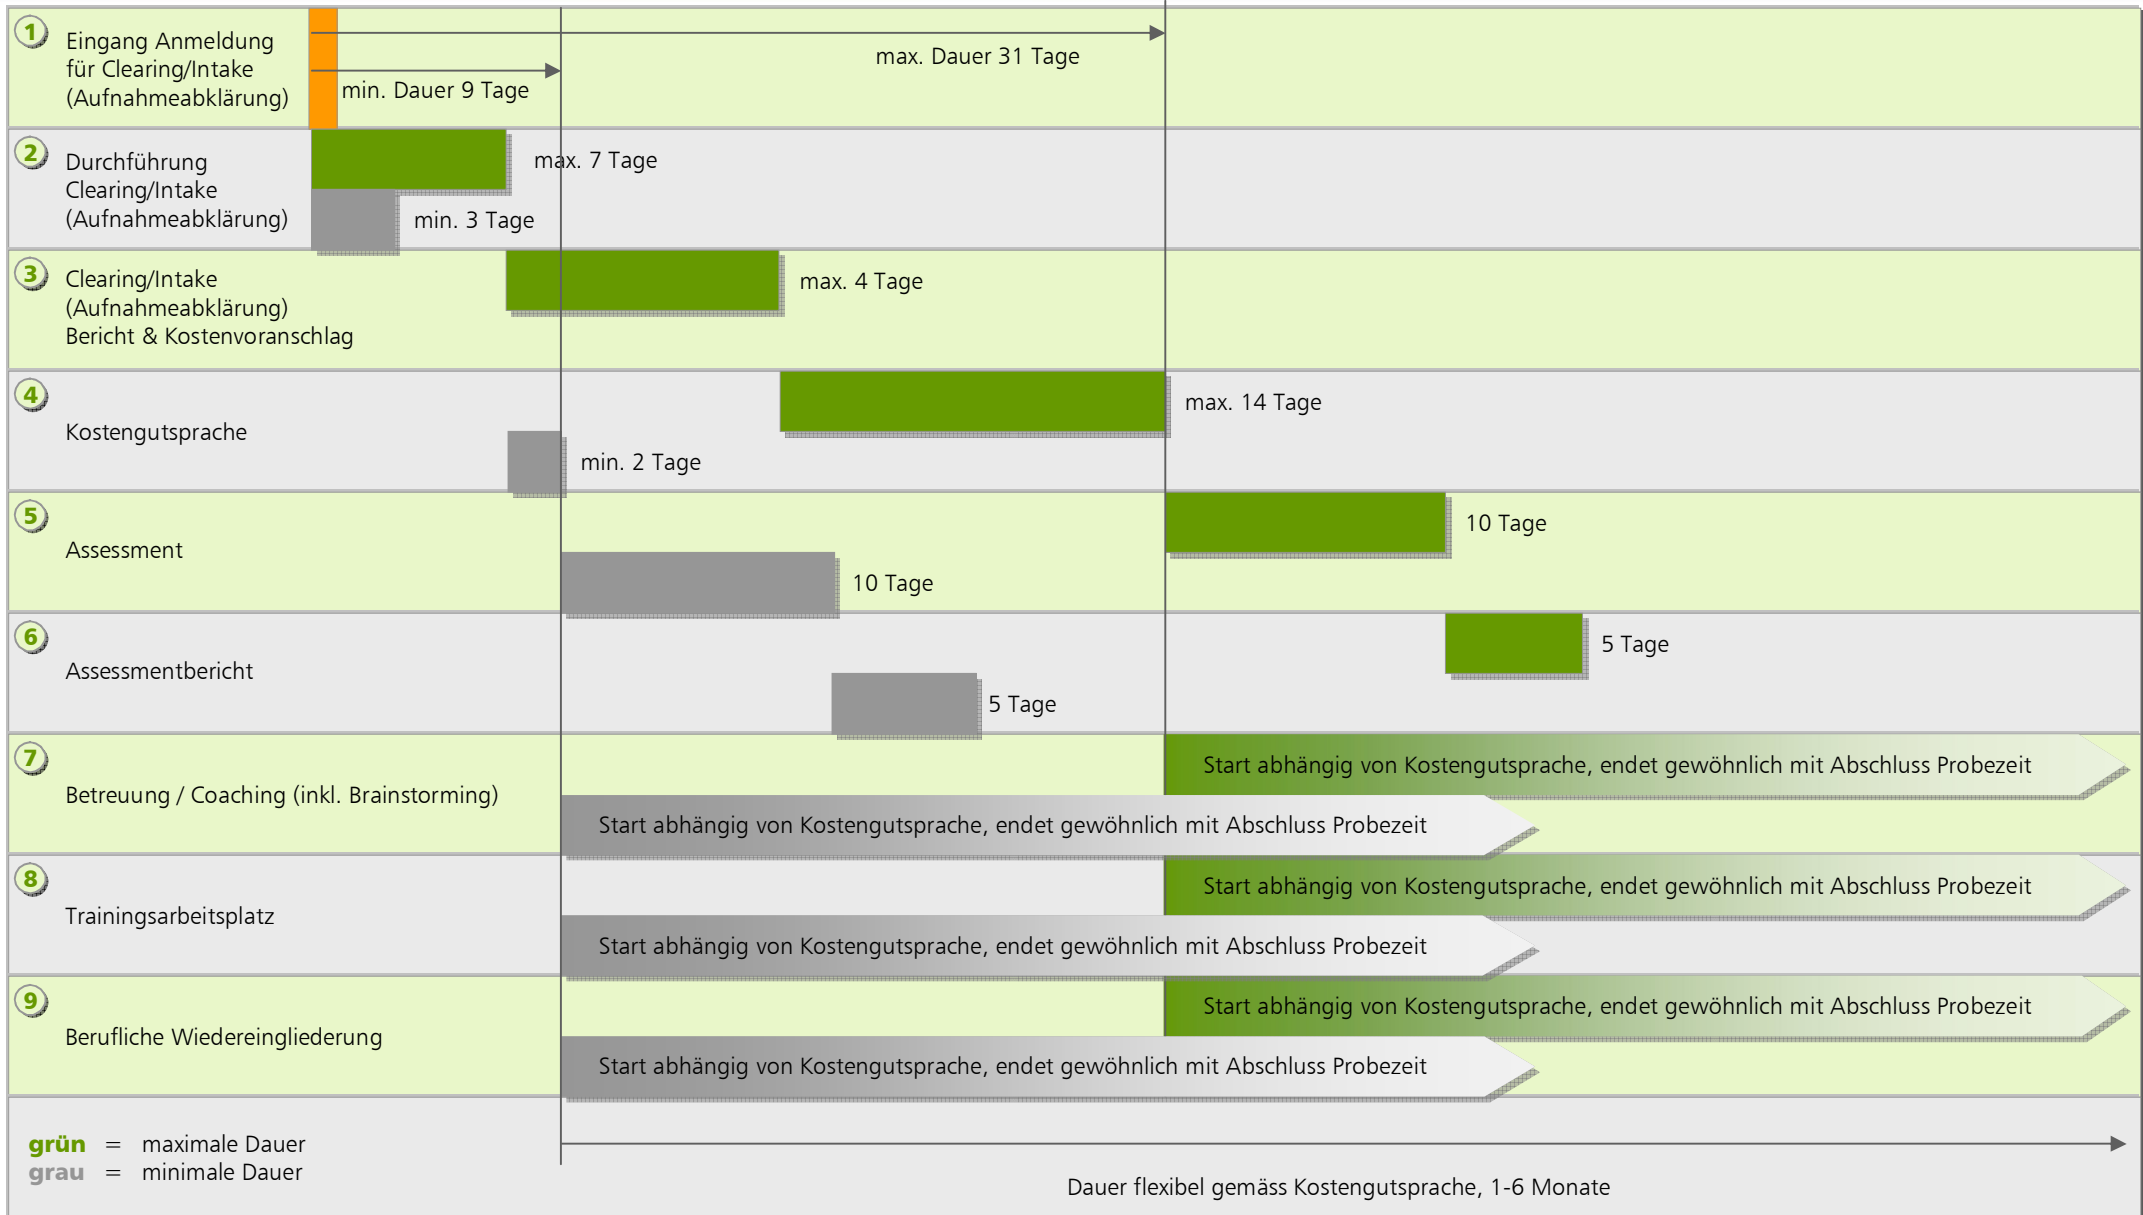 1
Eingang Anmeldung
für Clearing/Intake
(Aufnahmeabklärung)
max. Dauer 31 Tage
min. Dauer 9 Tage
2
Durchführung
Clearing/Intake
(Aufnahmeabklärung)
max. 7 Tage
min. 3 Tage
3
Clearing/Intake
(Aufnahmeabklärung)
Bericht & Kostenvoranschlag
max. 4 Tage
4
Kostengutsprache
max. 14 Tage
min. 2 Tage
5
Assessment
10 Tage
10 Tage
6
Assessmentbericht
5 Tage
5 Tage
7
Betreuung / Coaching (inkl. Brainstorming)
Start abhängig von Kostengutsprache, endet gewöhnlich mit Abschluss Probezeit
Start abhängig von Kostengutsprache, endet gewöhnlich mit Abschluss Probezeit
8
Trainingsarbeitsplatz
Start abhängig von Kostengutsprache, endet gewöhnlich mit Abschluss Probezeit
Start abhängig von Kostengutsprache, endet gewöhnlich mit Abschluss Probezeit
9
Berufliche Wiedereingliederung
Start abhängig von Kostengutsprache, endet gewöhnlich mit Abschluss Probezeit
Start abhängig von Kostengutsprache, endet gewöhnlich mit Abschluss Probezeit
grün = maximale Dauer
grau = minimale Dauer
Dauer flexibel gemäss Kostengutsprache, 1-6 Monate